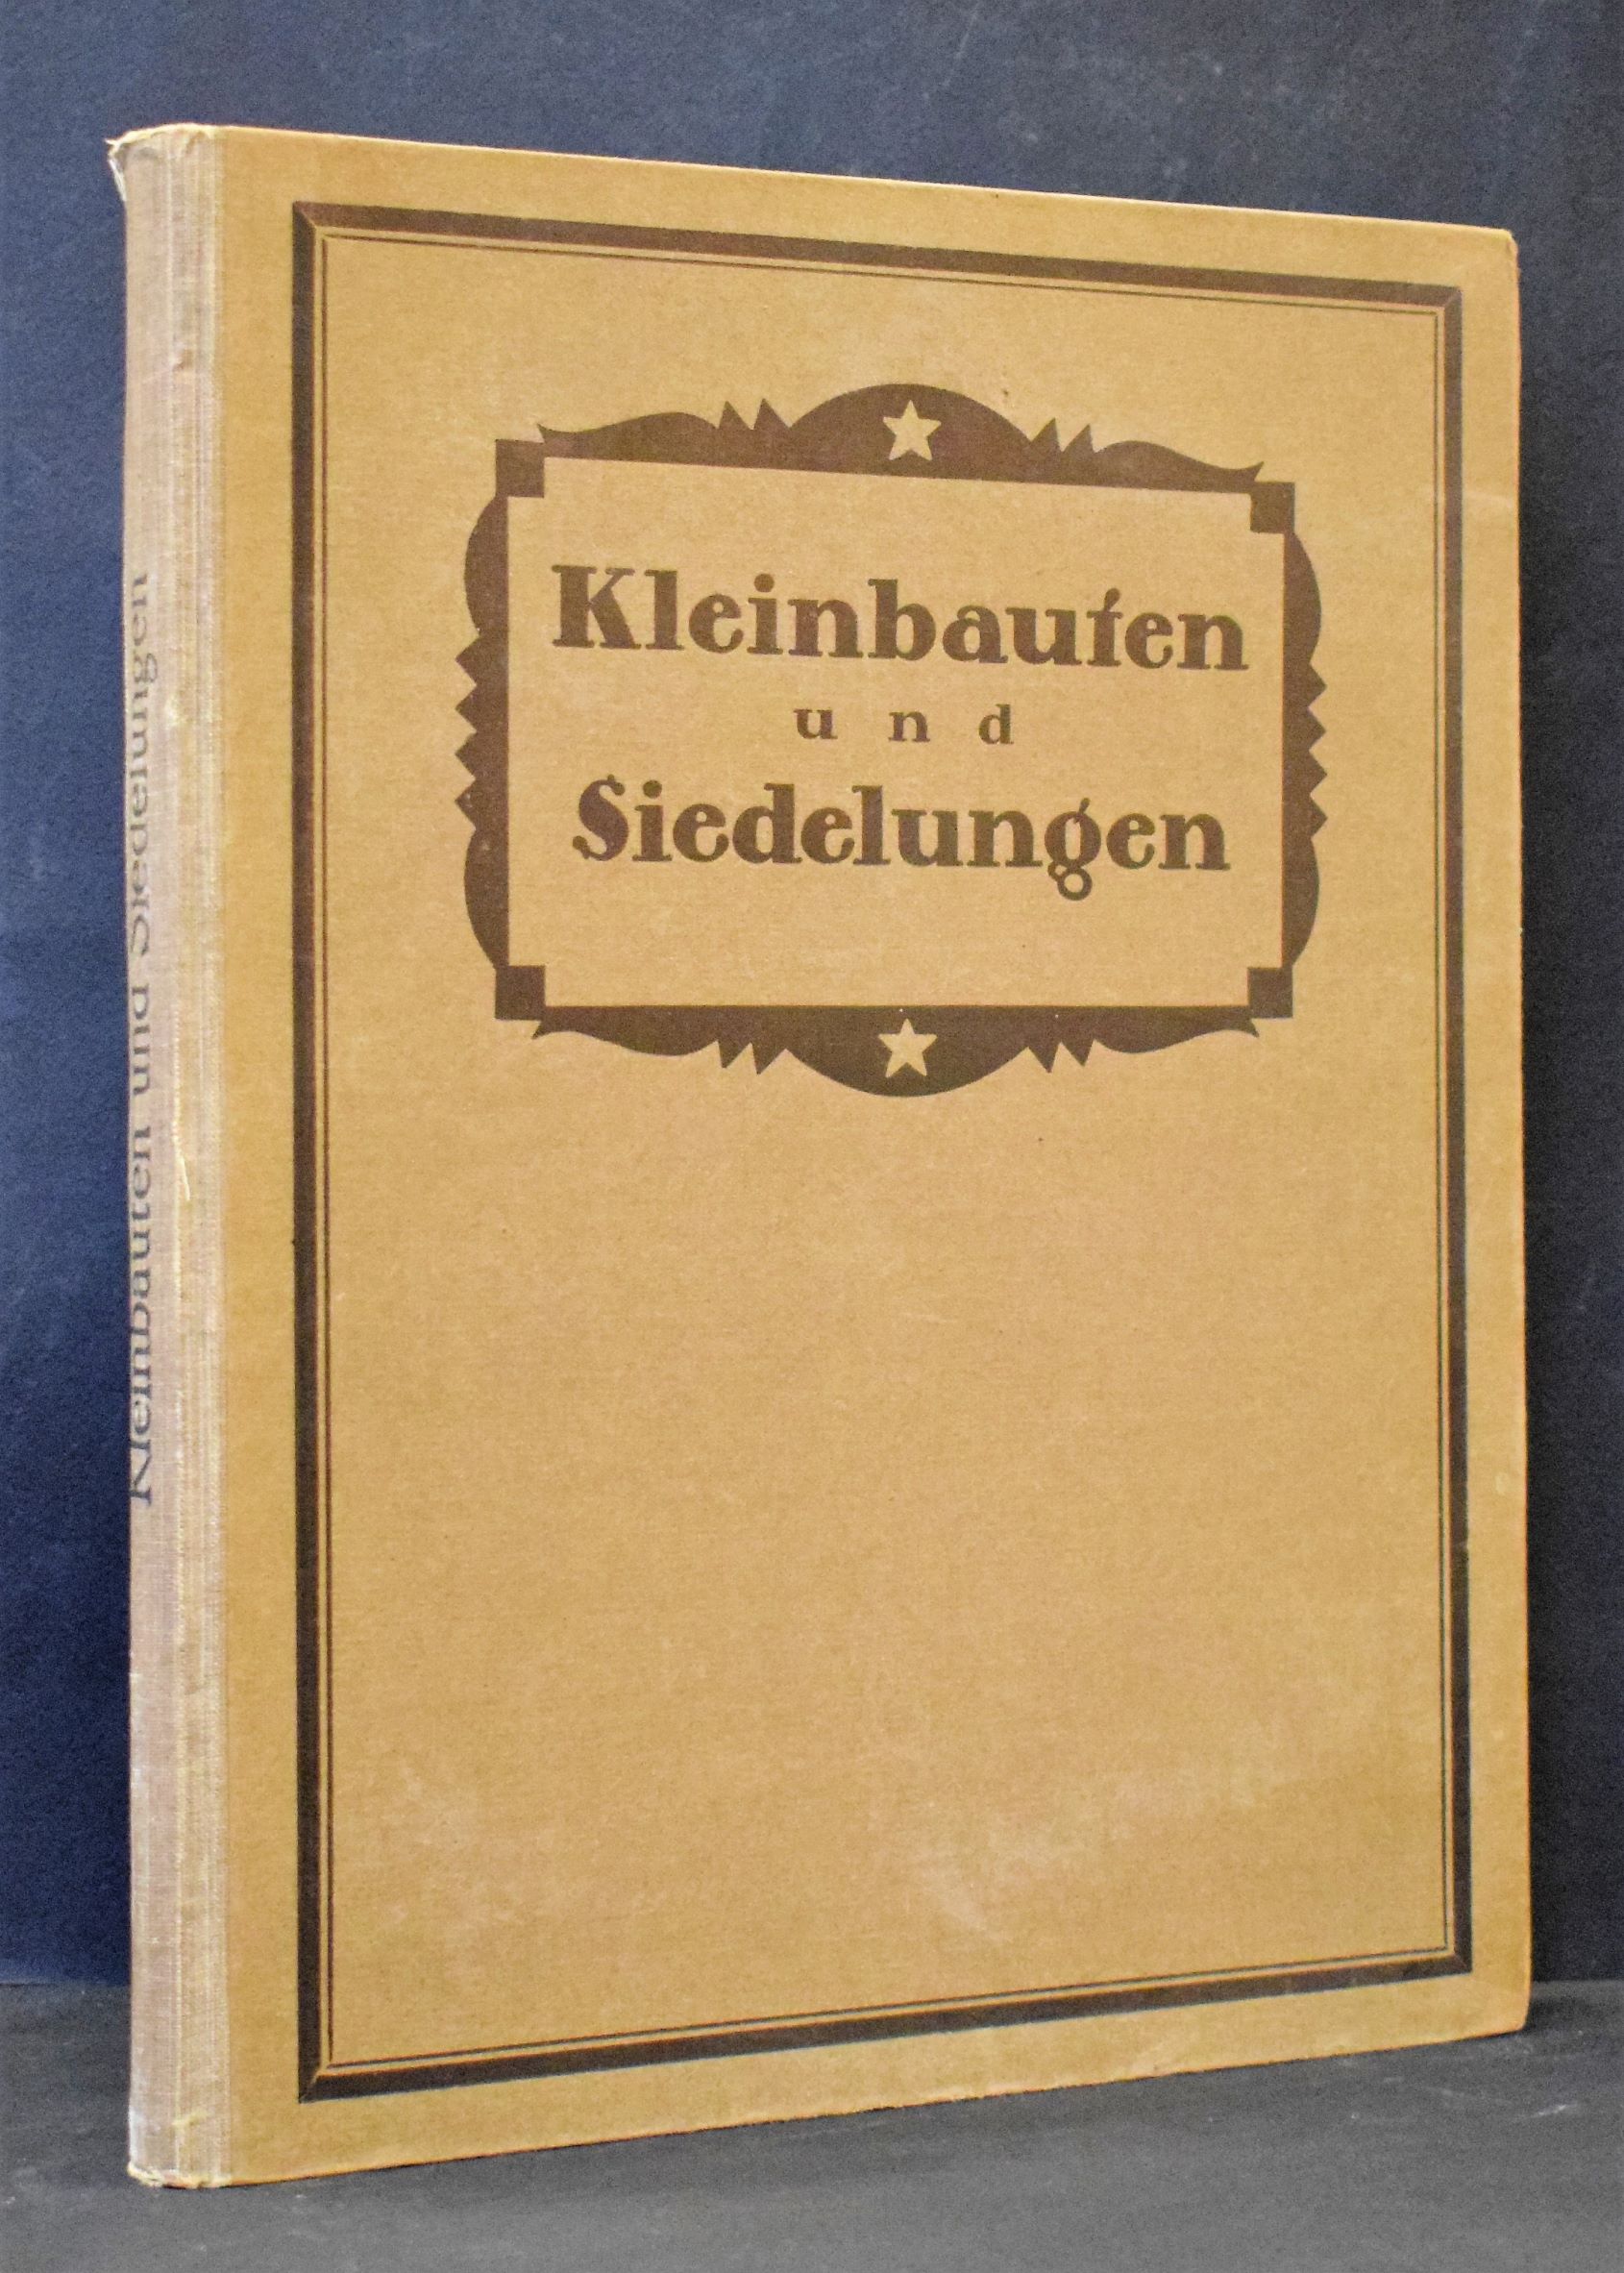 Kleinbauten
und
Siedelungen
Kleinbauten und Siedelungen